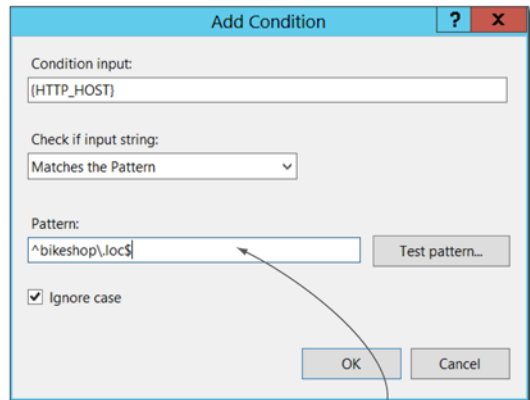 Add Condition
? x
Condition input:
{HTTP_HOST}
Check if input string:
Matches the Pattern
Pattern:
^bikeshop\.loc$
Test pattern...
Ignore case
OK Cancel